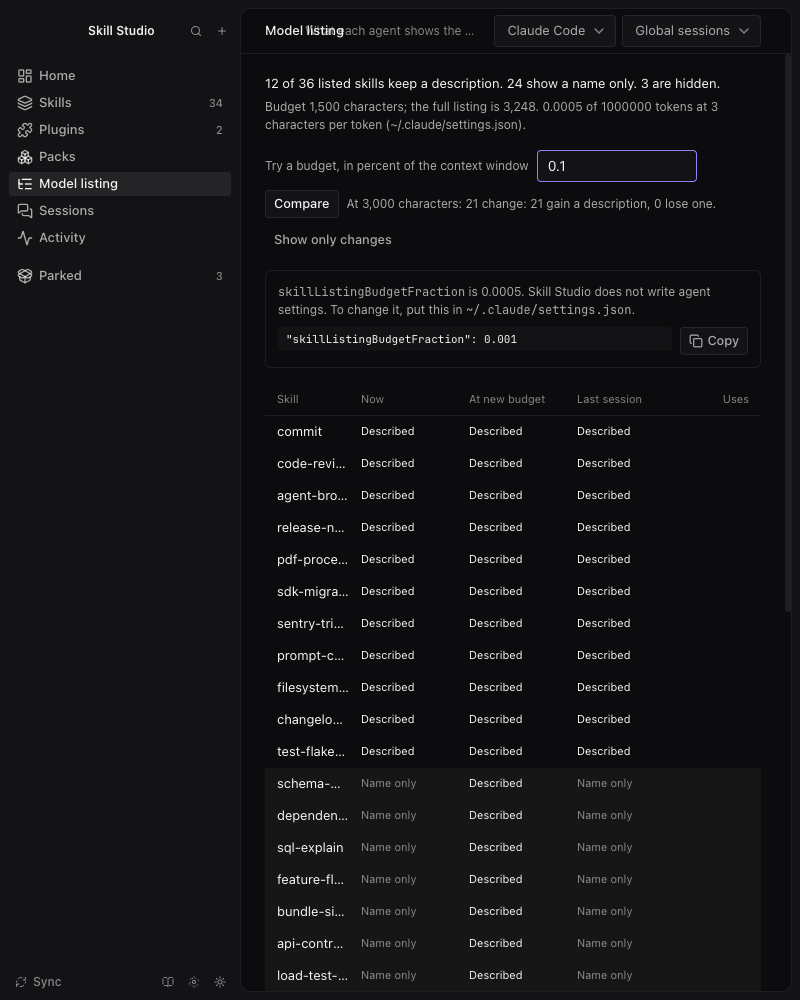 Skill Studio
Home
Skills 34
Plugins 2
Packs
Model listing
Sessions
Activity
Parked 3
Sync
Model listing
each agent shows the ...
Claude Code
Global sessions
12 of 36 listed skills keep a description. 24 show a name only. 3 are hidden.
Budget 1,500 characters; the full listing is 3,248. 0.0005 of 1000000 tokens at 3
characters per token (~/.claude/settings.json).
Try a budget, in percent of the context window 0.1
Compare At 3,000 characters: 21 change: 21 gain a description, 0 lose one.
Show only changes
skillListingBudgetFraction is 0.0005. Skill Studio does not write agent
settings. To change it, put this in ~/.claude/settings.json.
"skillListingBudgetFraction": 0.001 Copy
Skill Now At new budget Last session Uses
commit Described Described Described
code-revi... Described Described Described
agent-bro... Described Described Described
release-n... Described Described Described
pdf-proce... Described Described Described
sdk-migra... Described Described Described
sentry-tri... Described Described Described
prompt-c... Described Described Described
filesystem... Described Described Described
changelo... Described Described Described
test-flake... Described Described Described
schema-... Name only Described Name only
dependen... Name only Described Name only
sql-explain Name only Described Name only
feature-fl... Name only Described Name only
bundle-si... Name only Described Name only
api-contr... Name only Described Name only
load-test-... Name only Described Name only